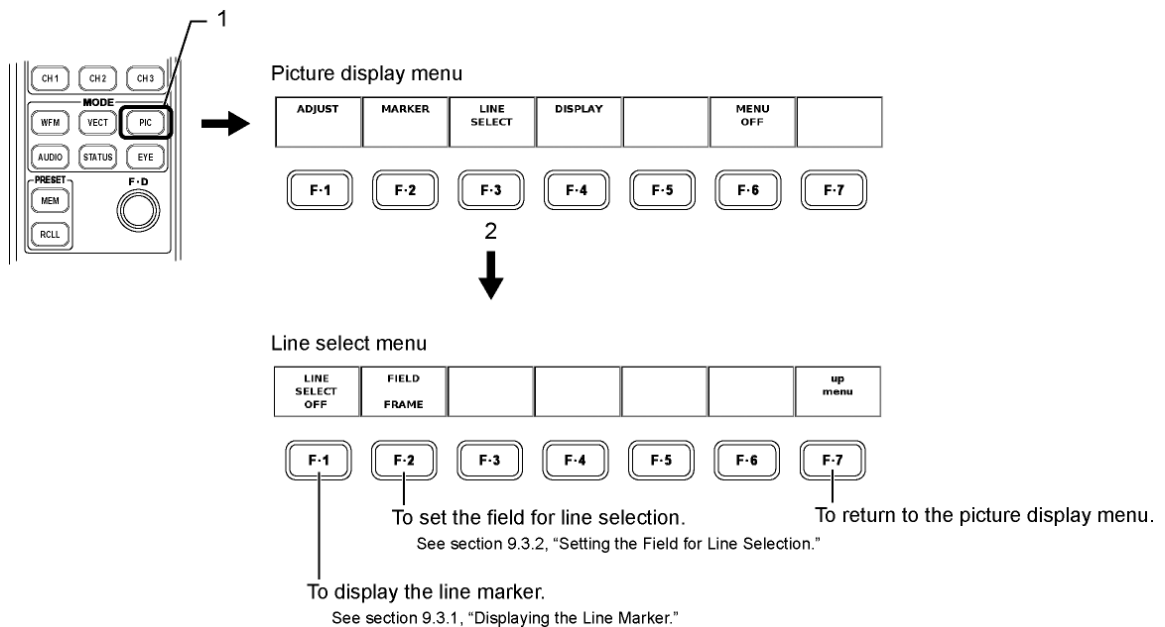 1
CH 1 CH 2 CH 3
MODE
WFM VECT PIC
AUDIO STATUS EYE
PRESET F·D
MEM
RCLL
Picture display menu
ADJUST MARKER LINE SELECT DISPLAY MENU OFF
F·1 F·2 F·3 F·4 F·5 F·6 F·7
2
Line select menu
LINE SELECT OFF FIELD FRAME up menu
F·1 F·2 F·3 F·4 F·5 F·6 F·7
To set the field for line selection.
See section 9.3.2, “Setting the Field for Line Selection.”
To return to the picture display menu.
To display the line marker.
See section 9.3.1, “Displaying the Line Marker.”